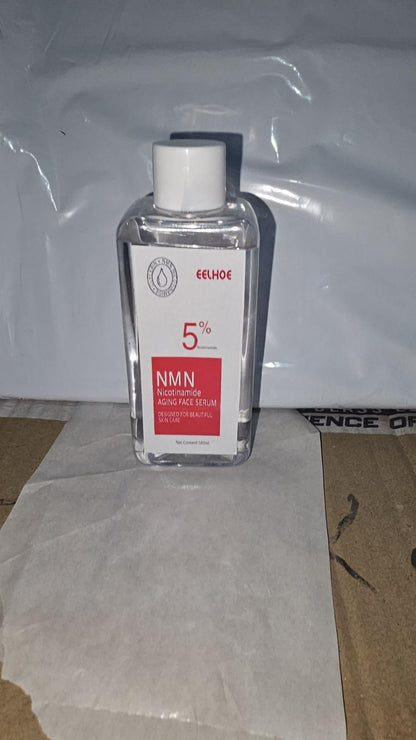 EELHOE
5%
NMN
Nicotinamide
AGING FACE SERUM
DESIGNED FOR BEAUTIFUL
SKIN CARE
ENCE OF